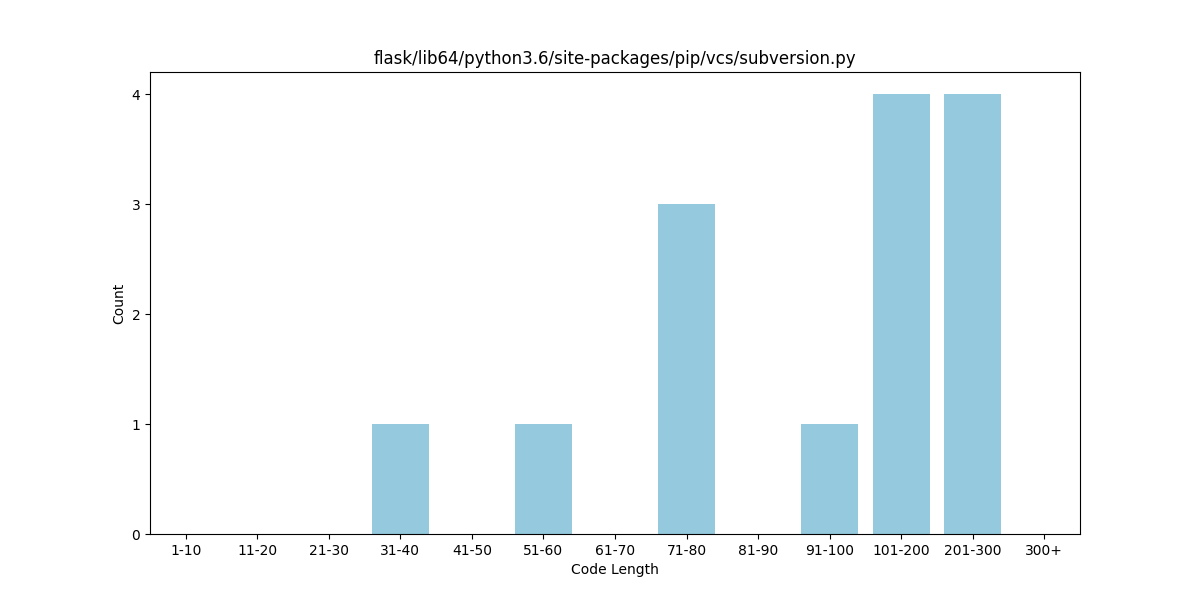 flask/lib64/python3.6/site-packages/pip/vcs/subversion.py
4
3
2
1
0
Count
1-10 11-20 21-30 31-40 41-50 51-60 61-70 71-80 81-90 91-100 101-200 201-300 300+
Code Length